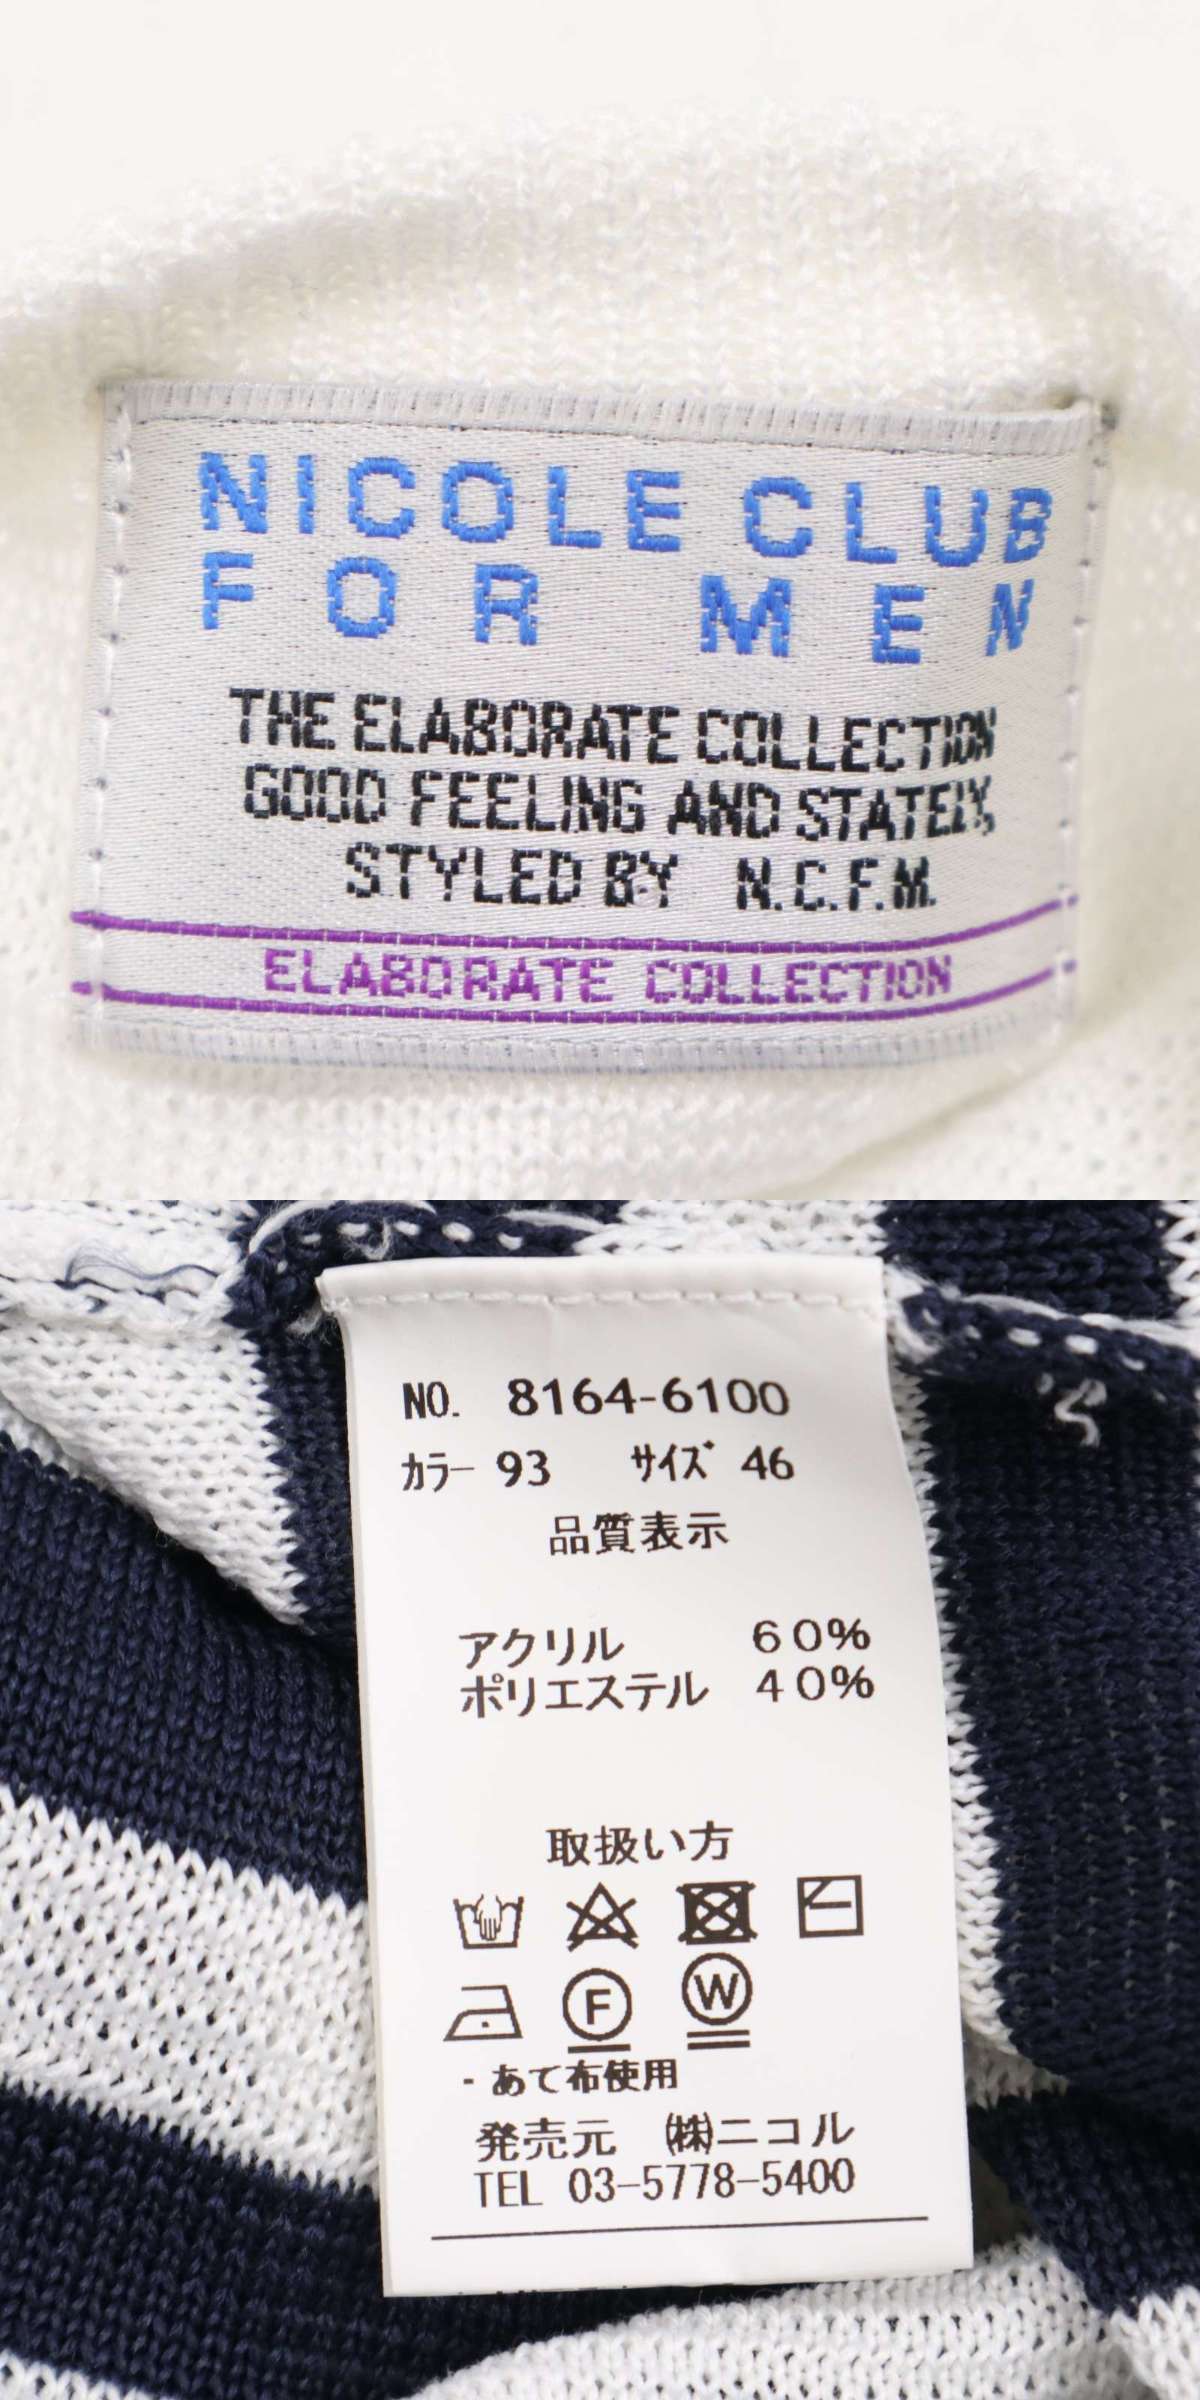 NICOLE CLUB
FOR MEN
THE ELABORATE COLLECTION
GOOD FEELING AND STATELY,
STYLED BY N.C.F.M.
ELABORATE COLLECTION
NO. 8164-6100
ｶﾗｰ 93 ｻｲｽﾞ 46
品質表示
アクリル 60%
ポリエステル 40%
取扱い方
F W
・あて布使用
発売元 ㈱ニコル
TEL 03-5778-5400